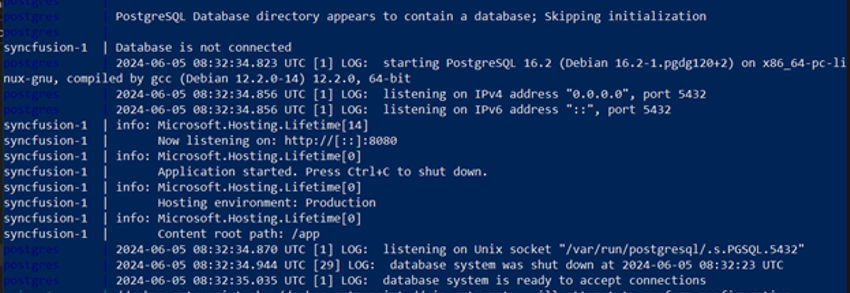 postgres | PostgreSQL Database directory appears to contain a database; Skipping initialization
postgres |
syncfusion-1 | Database is not connected
postgres | 2024-06-05 08:32:34.823 UTC [1] LOG: starting PostgreSQL 16.2 (Debian 16.2-1.pgdg120+2) on x86_64-pc-li
nux-gnu, compiled by gcc (Debian 12.2.0-14) 12.2.0, 64-bit
postgres | 2024-06-05 08:32:34.856 UTC [1] LOG: listening on IPv4 address "0.0.0.0", port 5432
postgres | 2024-06-05 08:32:34.856 UTC [1] LOG: listening on IPv6 address "::", port 5432
syncfusion-1 | info: Microsoft.Hosting.Lifetime[14]
syncfusion-1 | Now listening on: http://[::]:8080
syncfusion-1 | info: Microsoft.Hosting.Lifetime[0]
syncfusion-1 | Application started. Press Ctrl+C to shut down.
syncfusion-1 | info: Microsoft.Hosting.Lifetime[0]
syncfusion-1 | Hosting environment: Production
syncfusion-1 | info: Microsoft.Hosting.Lifetime[0]
syncfusion-1 | Content root path: /app
postgres | 2024-06-05 08:32:34.870 UTC [1] LOG: listening on Unix socket "/var/run/postgresql/.s.PGSQL.5432"
postgres | 2024-06-05 08:32:34.944 UTC [29] LOG: database system was shut down at 2024-06-05 08:32:23 UTC
postgres | 2024-06-05 08:32:35.035 UTC [1] LOG: database system is ready to accept connections